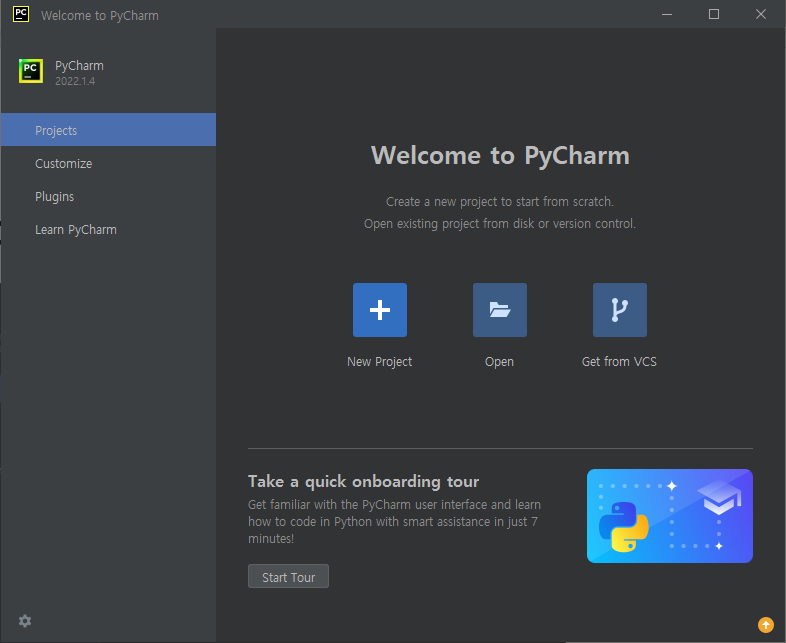 PC Welcome to PyCharm
PC PyCharm
2022.1.4
Projects
Customize
Plugins
Learn PyCharm
Welcome to PyCharm
Create a new project to start from scratch.
Open existing project from disk or version control.
New Project Open Get from VCS
Take a quick onboarding tour
Get familiar with the PyCharm user interface and learn
how to code in Python with smart assistance in just 7
minutes!
Start Tour